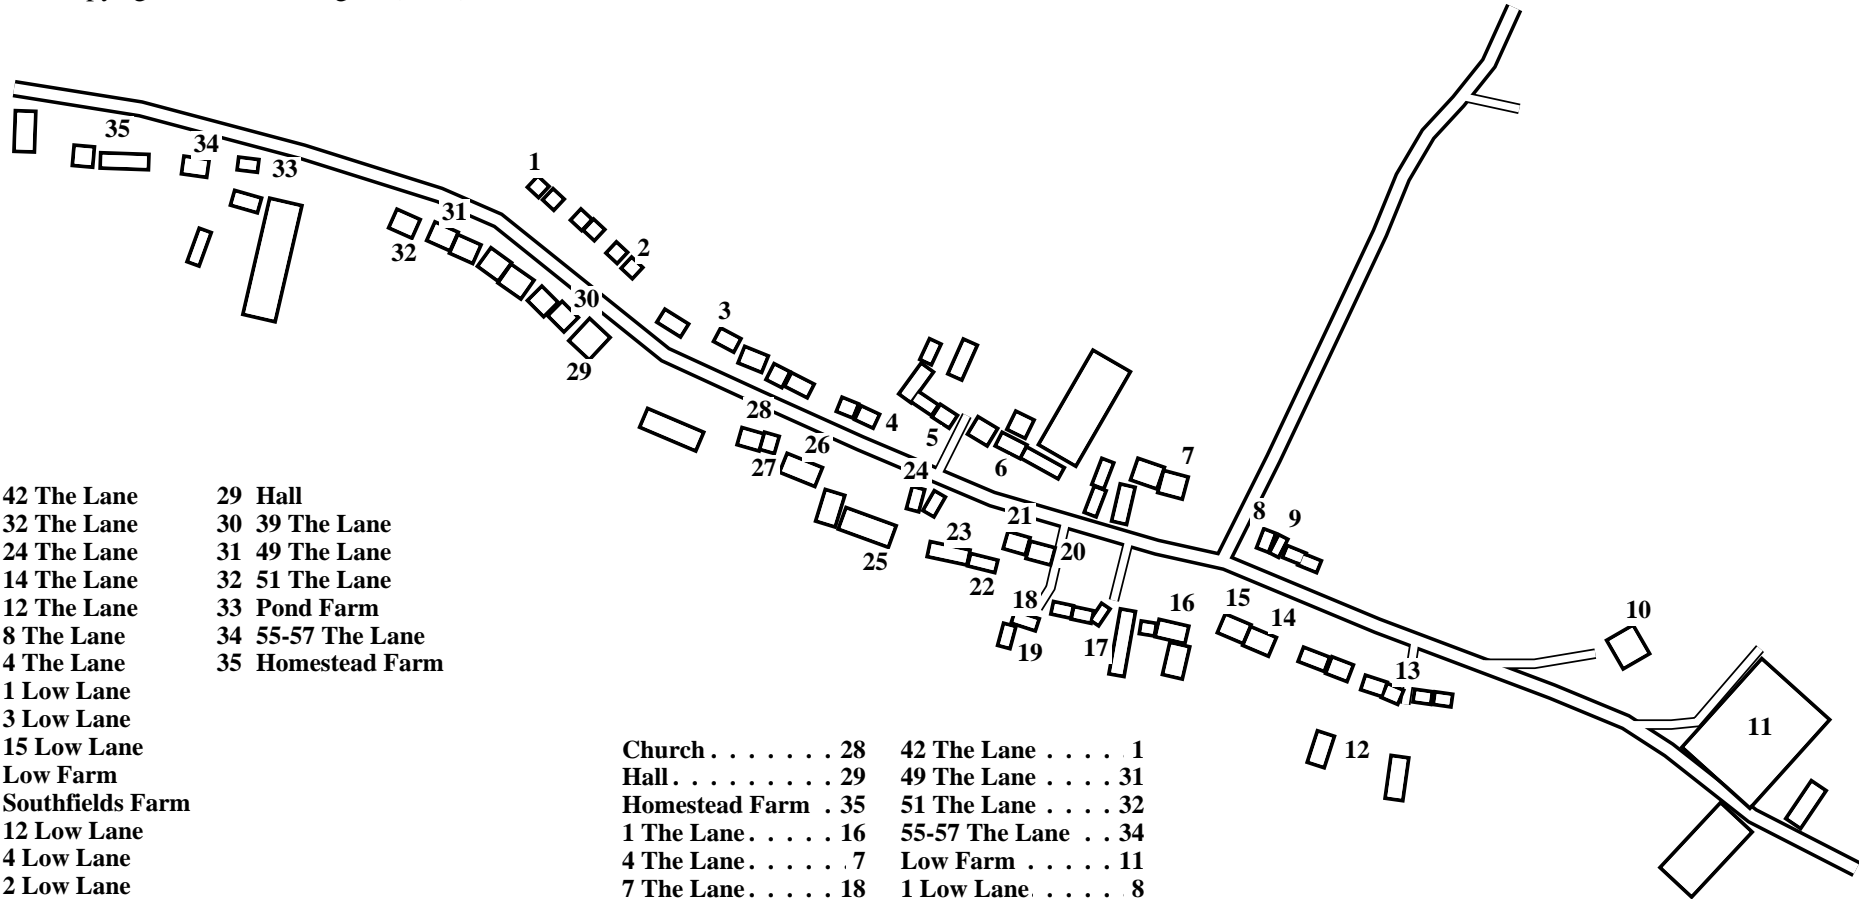 1
35
34
33
31
32
2
30
29
3
28
4
26
27
5
24
6
7
25
23
22
21
20
8
9
18
19
17
16
15
14
13
10
12
11
42 The Lane
32 The Lane
24 The Lane
14 The Lane
12 The Lane
8 The Lane
4 The Lane
1 Low Lane
3 Low Lane
15 Low Lane
Low Farm
Southfields Farm
12 Low Lane
4 Low Lane
2 Low Lane
29 Hall
30 39 The Lane
31 49 The Lane
32 51 The Lane
33 Pond Farm
34 55-57 The Lane
35 Homestead Farm
Church . . . . . . . 28
Hall . . . . . . . . . 29
Homestead Farm . 35
1 The Lane . . . . . 16
4 The Lane . . . . . . 7
7 The Lane . . . . . 18
42 The Lane . . . . . 1
49 The Lane . . . . 31
51 The Lane . . . . 32
55-57 The Lane . . 34
Low Farm . . . . . 11
1 Low Lane . . . . . 8